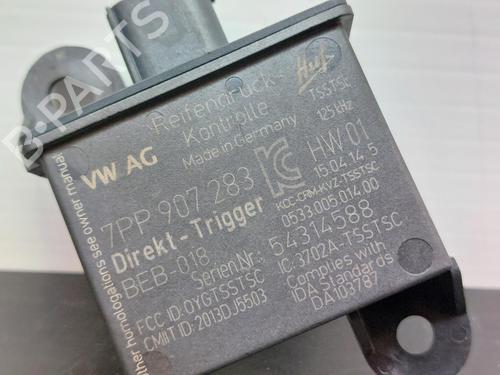 B-PARTS
Huf
Reifendruck-
Kontrolle
Made in Germany
TSSTSC
125 kHz
VW AG
7PP 907 283
Direkt - Trigger
BEB-018
HW 01
15.04.14.5
KCC-CRM-KVZ-TSSTSC
0533.005.014.00
Serien Nr.: 54314588
FCC ID:OYGTSSTSC
IC:3702A-TSSTSC
CMIIT ID: 2013DJ5503
Complies with
IDA Standards
DA103787
other homologations see owner manual